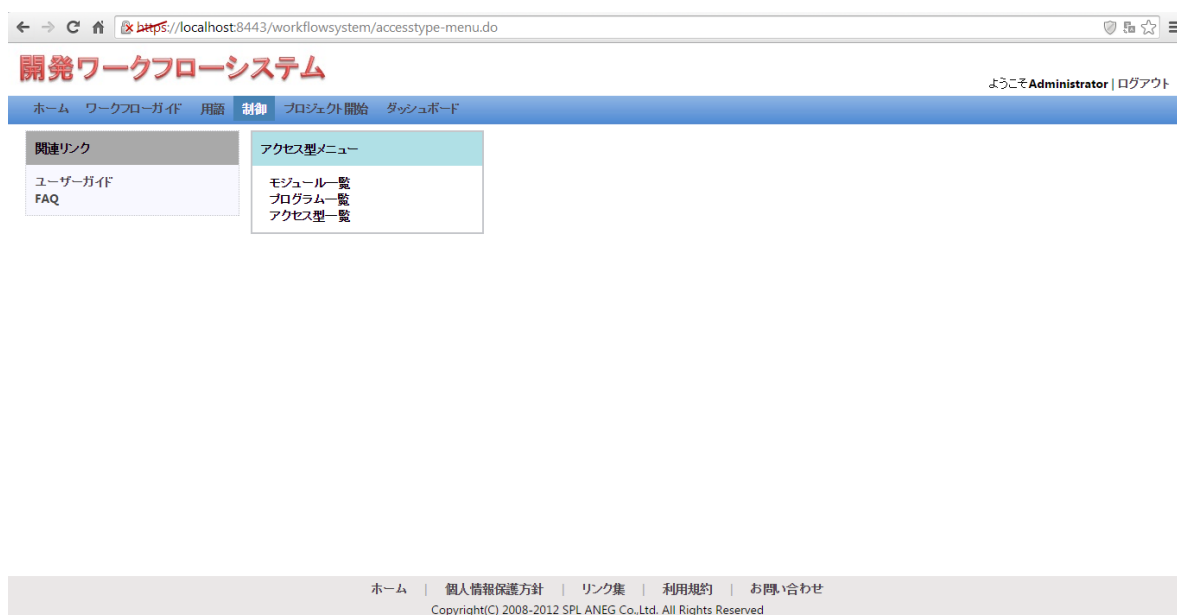 https://localhost:8443/workflowsystem/accesstype-menu.do
開発ワークフローシステム
ようこそAdministrator | ログアウト
ホーム ワークフローガイド 用語 制御 プロジェクト開始 ダッシュボード
関連リンク
ユーザーガイド
FAQ
アクセス型メニュー
モジュール一覧
プログラム一覧
アクセス型一覧
ホーム | 個人情報保護方針 | リンク集 | 利用規約 | お問い合わせ
Copyright(C) 2008-2012 SPL ANEG Co.,Ltd. All Rights Reserved